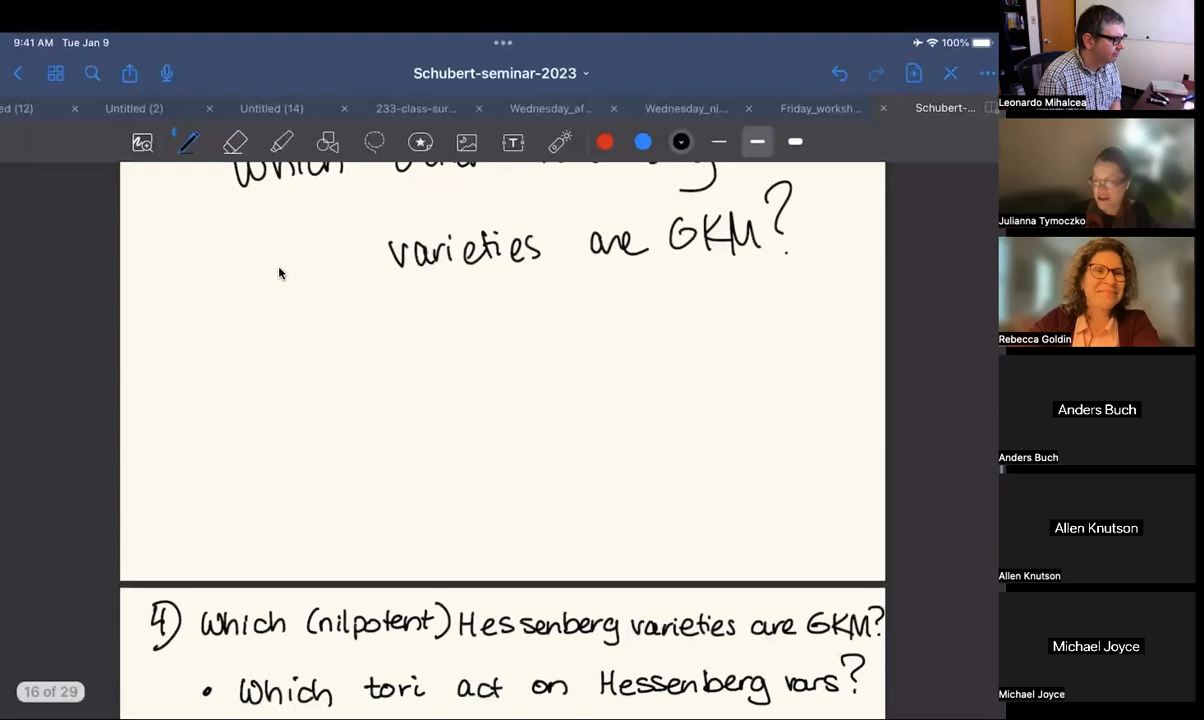 9:41 AM Tue Jan 9
100%
Schubert-seminar-2023
ed (12)
Untitled (2)
Untitled (14)
233-class-sur...
Wednesday_af...
Wednesday_ni...
Friday_worksh...
Schubert-...
Which
varieties are GKM?
4) Which (nilpotent) Hessenberg varieties are GKM?
• Which tori act on Hessenberg vars?
16 of 29
Leonardo Mihalcea
Julianna Tymoczko
Rebecca Goldin
Anders Buch
Anders Buch
Allen Knutson
Allen Knutson
Michael Joyce
Michael Joyce